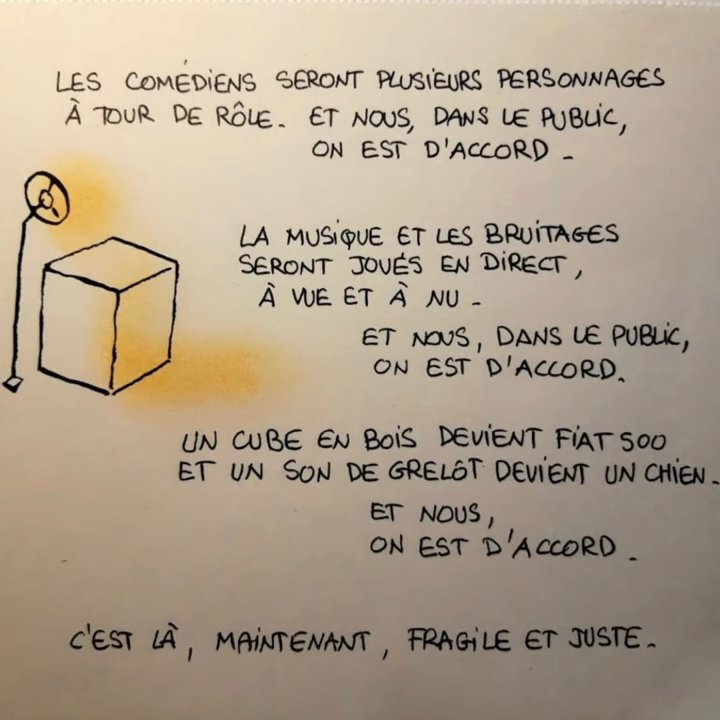 LES COMÉDIENS SERONT PLUSIEURS PERSONNAGES
À TOUR DE RÔLE. ET NOUS, DANS LE PUBLIC,
ON EST D'ACCORD -
LA MUSIQUE ET LES BRUITAGES
SERONT JOUÉS EN DIRECT,
À VUE ET À NU -
ET NOUS, DANS LE PUBLIC,
ON EST D'ACCORD.
UN CUBE EN BOIS DEVIENT FIAT 500
ET UN SON DE GRELÔT DEVIENT UN CHIEN.
ET NOUS,
ON EST D'ACCORD.
C'EST LÀ, MAINTENANT, FRAGILE ET JUSTE.